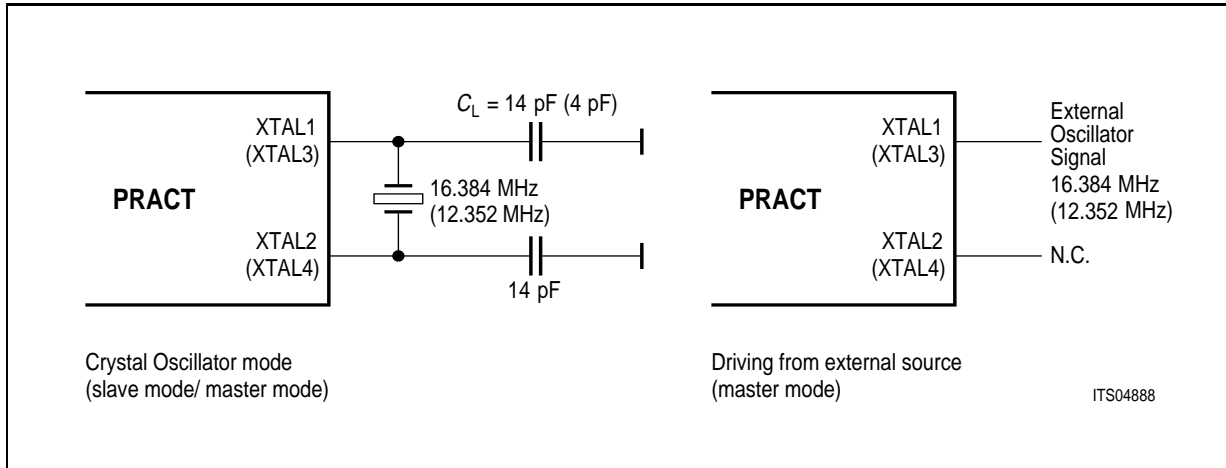 C_L = 14 pF (4 pF)
XTAL1
(XTAL3)
PRACT
16.384 MHz
(12.352 MHz)
XTAL2
(XTAL4)
14 pF
Crystal Oscillator mode
(slave mode/ master mode)
XTAL1
(XTAL3)
PRACT
XTAL2
(XTAL4)
External
Oscillator
Signal
16.384 MHz
(12.352 MHz)
N.C.
Driving from external source
(master mode)
ITS04888